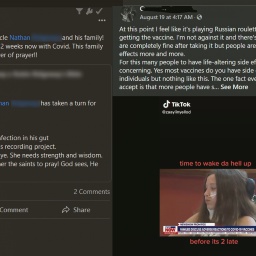 cle Nathan and his family!
2 weeks now with Covid. This family
er of prayer!!
an has taken a turn for
fection in his gut
s recording project.
ye. She needs strength and wisdom.
er the saints to pray! God sees, He
2 Comments
Comment
Share
C
August 19 at 4:17 AM
At this point I feel like it's playing Russian roulett
getting the vaccine. I'm not against it and there's
are completely fine after taking it but people are
effects more and more.
For this many people to have life-altering side eff
concerning. Yes most vaccines do you have side
individuals but nothing like this. The one fact eve
accept is that more people have s... See More
TikTok
time to wake da hell up
before its 2 late